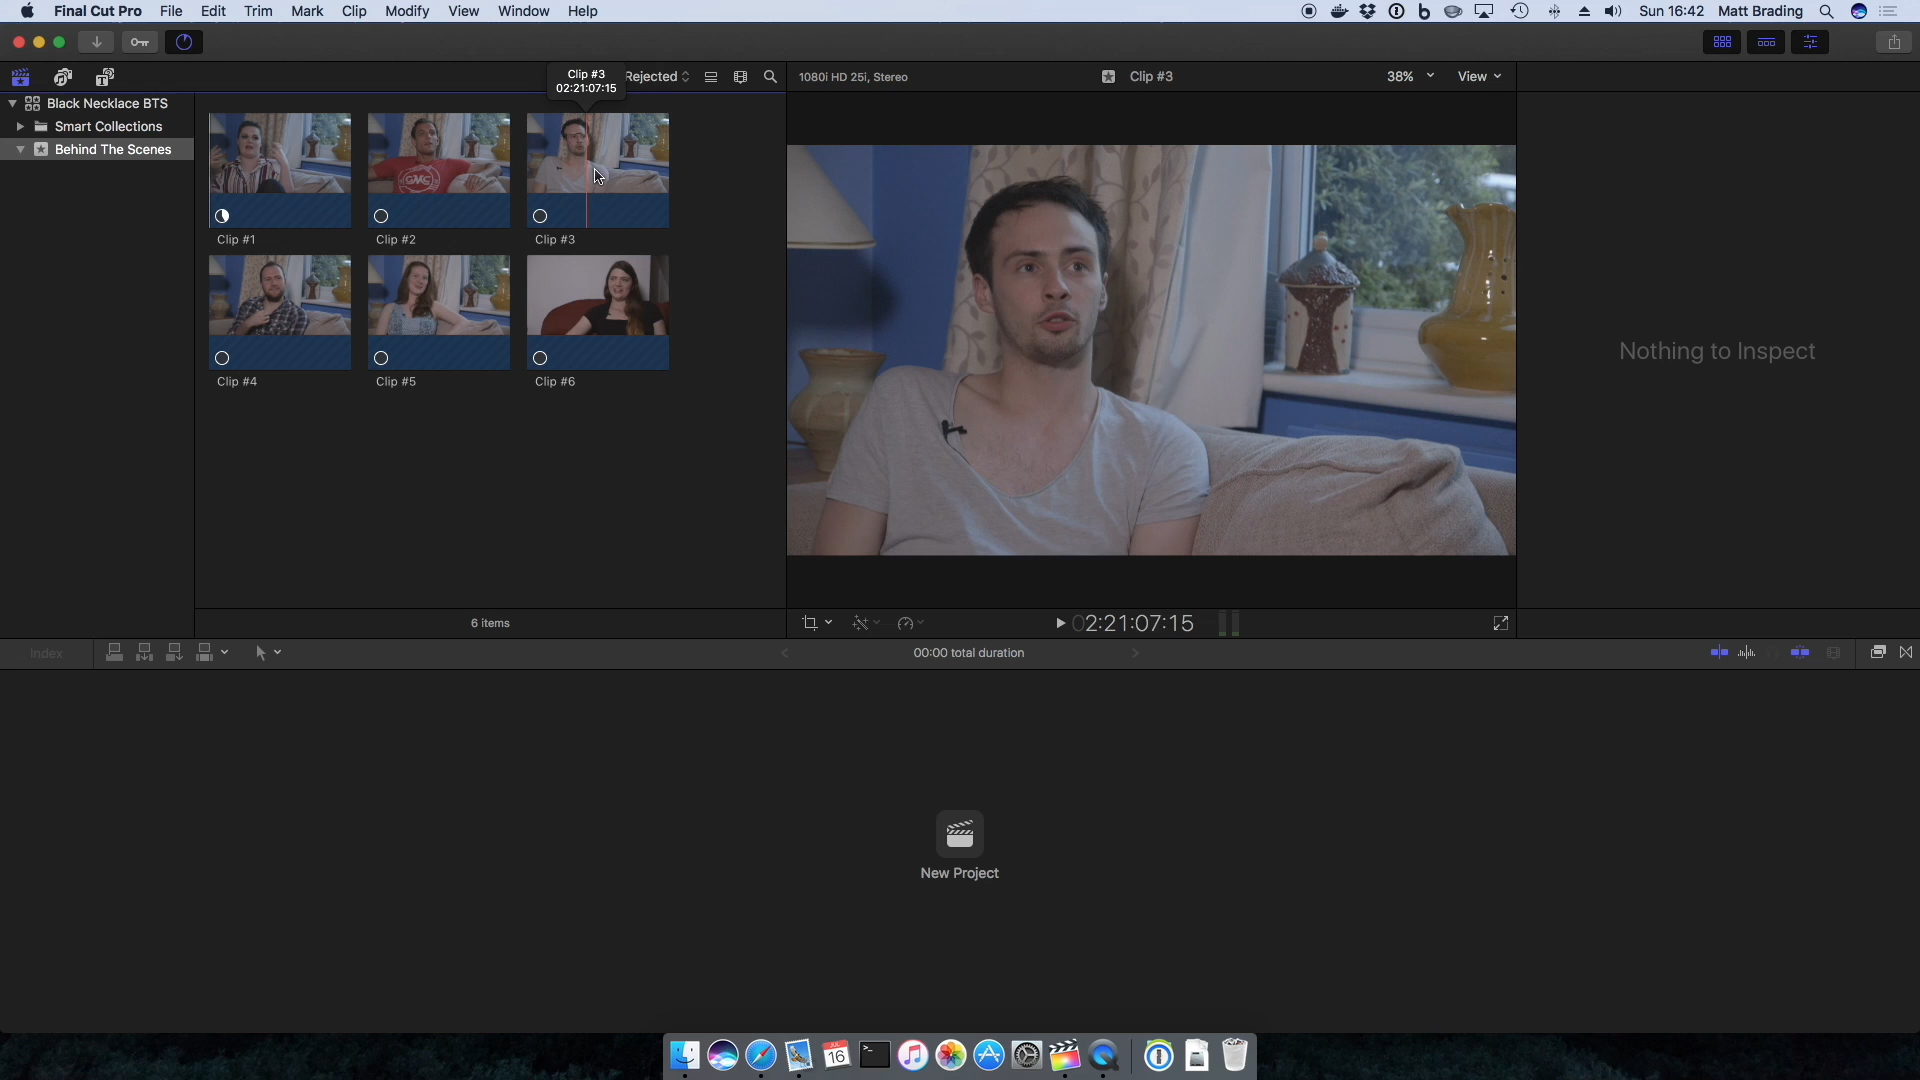 Final Cut Pro File Edit Trim Mark Clip Modify View Window Help Sun 16:42 Matt Brading
Clip #3
02:21:07:15
Rejected
1080i HD 25i, Stereo
Clip #3
38%
View
Black Necklace BTS
Smart Collections
Behind The Scenes
GMC
Clip #1 Clip #2 Clip #3
Clip #4 Clip #5 Clip #6
Nothing to Inspect
6 items
02:21:07:15
Index
00:00 total duration
New Project
JUL
16